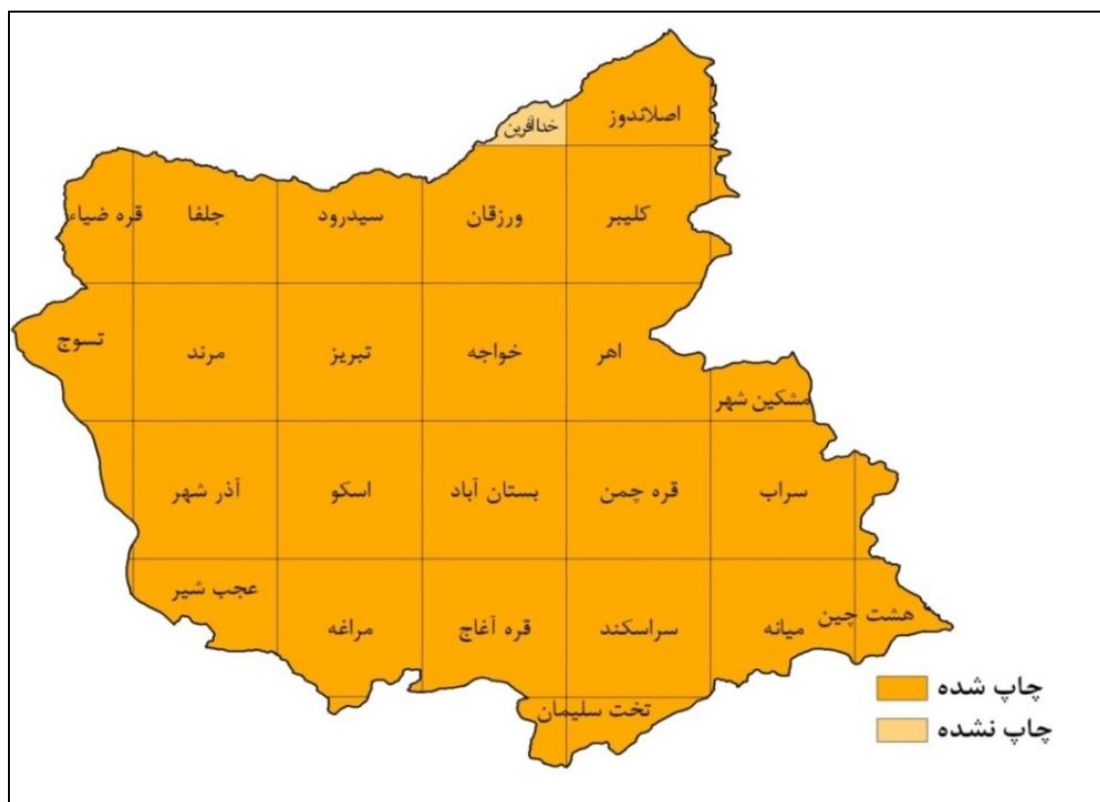 اصلاندوز
خداآفرین
کلیبر
ورزقان
سیدرود
جلفا
قره ضیاء
اهر
خواجه
تبریز
مرند
تسوج
مشکین شهر
سراب
قره چمن
بستان آباد
اسکو
آذر شهر
هشت چین
میانه
سراسکند
قره آغاج
مراغه
عجب شیر
تخت سلیمان
چاپ شده
چاپ نشده